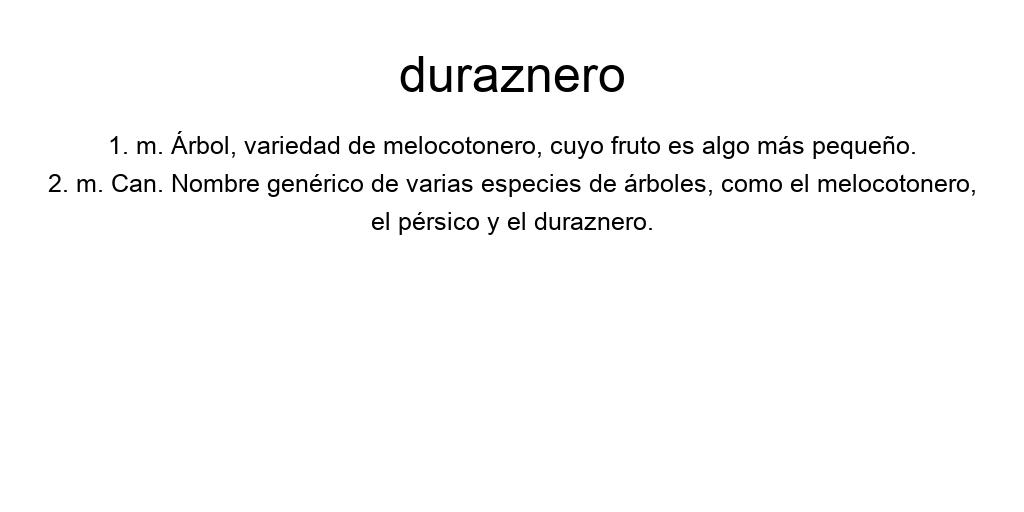 duraznero
1. m. Árbol, variedad de melocotonero, cuyo fruto es algo más pequeño.
2. m. Can. Nombre genérico de varias especies de árboles, como el melocotonero,
el pérsico y el duraznero.